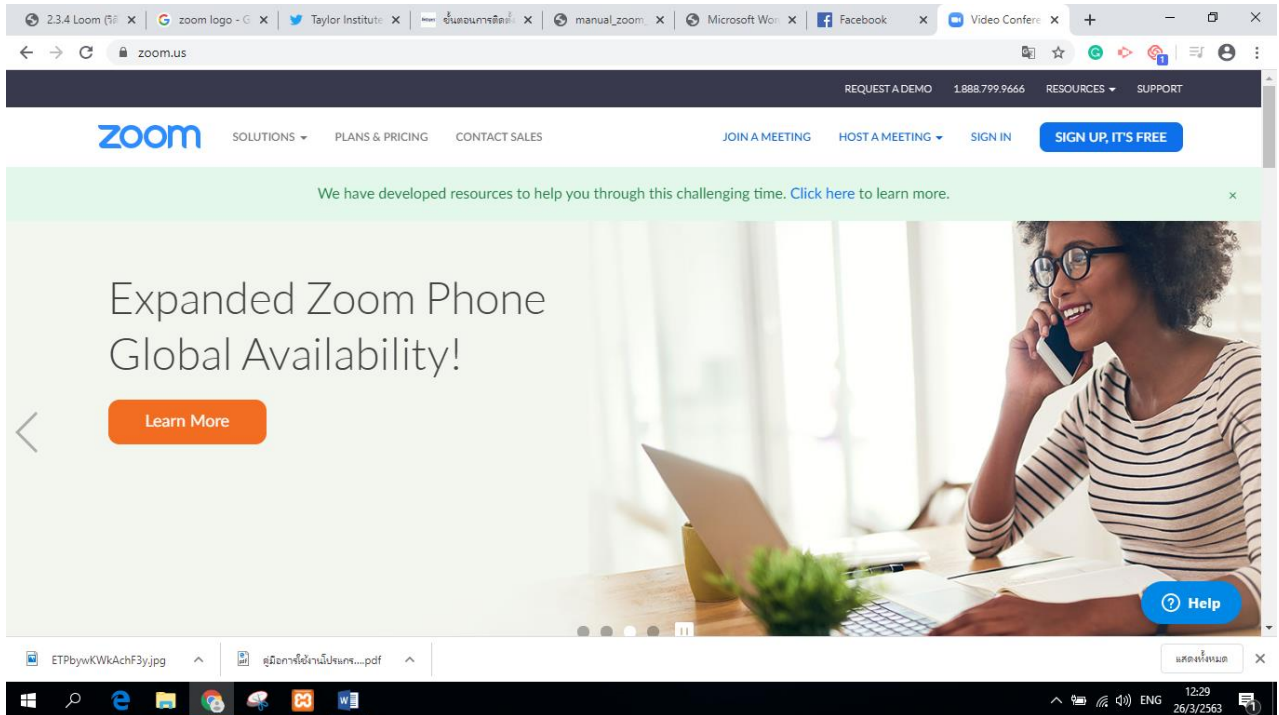 2.3.4 Loom (วิธี
zoom logo - G
Taylor Institute
ขั้นตอนการติดตั้ง
manual_zoom_
Microsoft Wor
Facebook
Video Confere
zoom.us
REQUEST A DEMO 1.888.799.9666 RESOURCES SUPPORT
zoom SOLUTIONS PLANS & PRICING CONTACT SALES JOIN A MEETING HOST A MEETING SIGN IN SIGN UP, IT'S FREE
We have developed resources to help you through this challenging time. Click here to learn more.
Expanded Zoom Phone
Global Availability!
Learn More
Help
ETPbywKWkAchF3y.jpg
คู่มือการใช้งานโปรแกร....pdf
แสดงทั้งหมด
ENG
12:29
26/3/2563